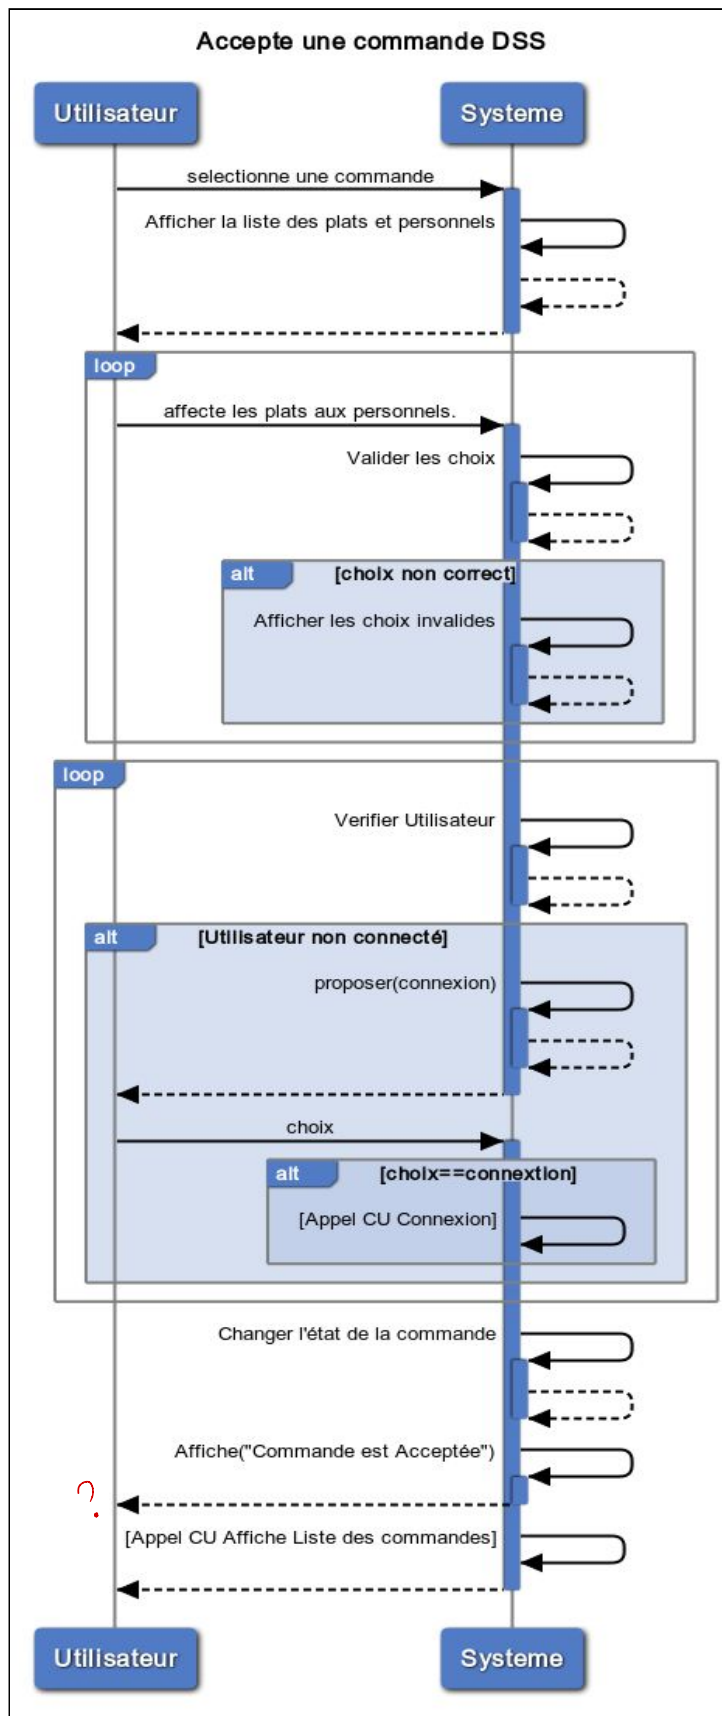 Accepte une commande DSS
Utilisateur
Systeme
selectionne une commande
Afficher la liste des plats et personnels
loop
affecte les plats aux personnels.
Valider les choix
alt
[choix non correct]
Afficher les choix invalides
loop
Verifier Utilisateur
alt
[Utilisateur non connecté]
proposer(connexion)
choix
alt
[choix==connextion]
[Appel CU Connexion]
Changer l'état de la commande
Affiche("Commande est Acceptée")
?
[Appel CU Affiche Liste des commandes]
Utilisateur
Systeme